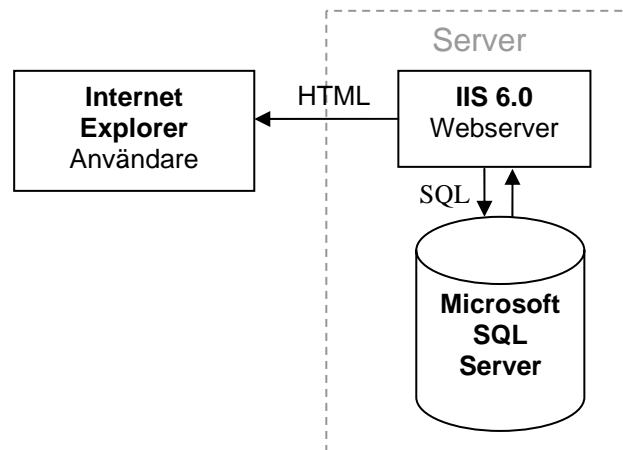 Server
Internet
Explorer
Användare
HTML
IIS 6.0
Webserver
SQL
Microsoft
SQL
Server